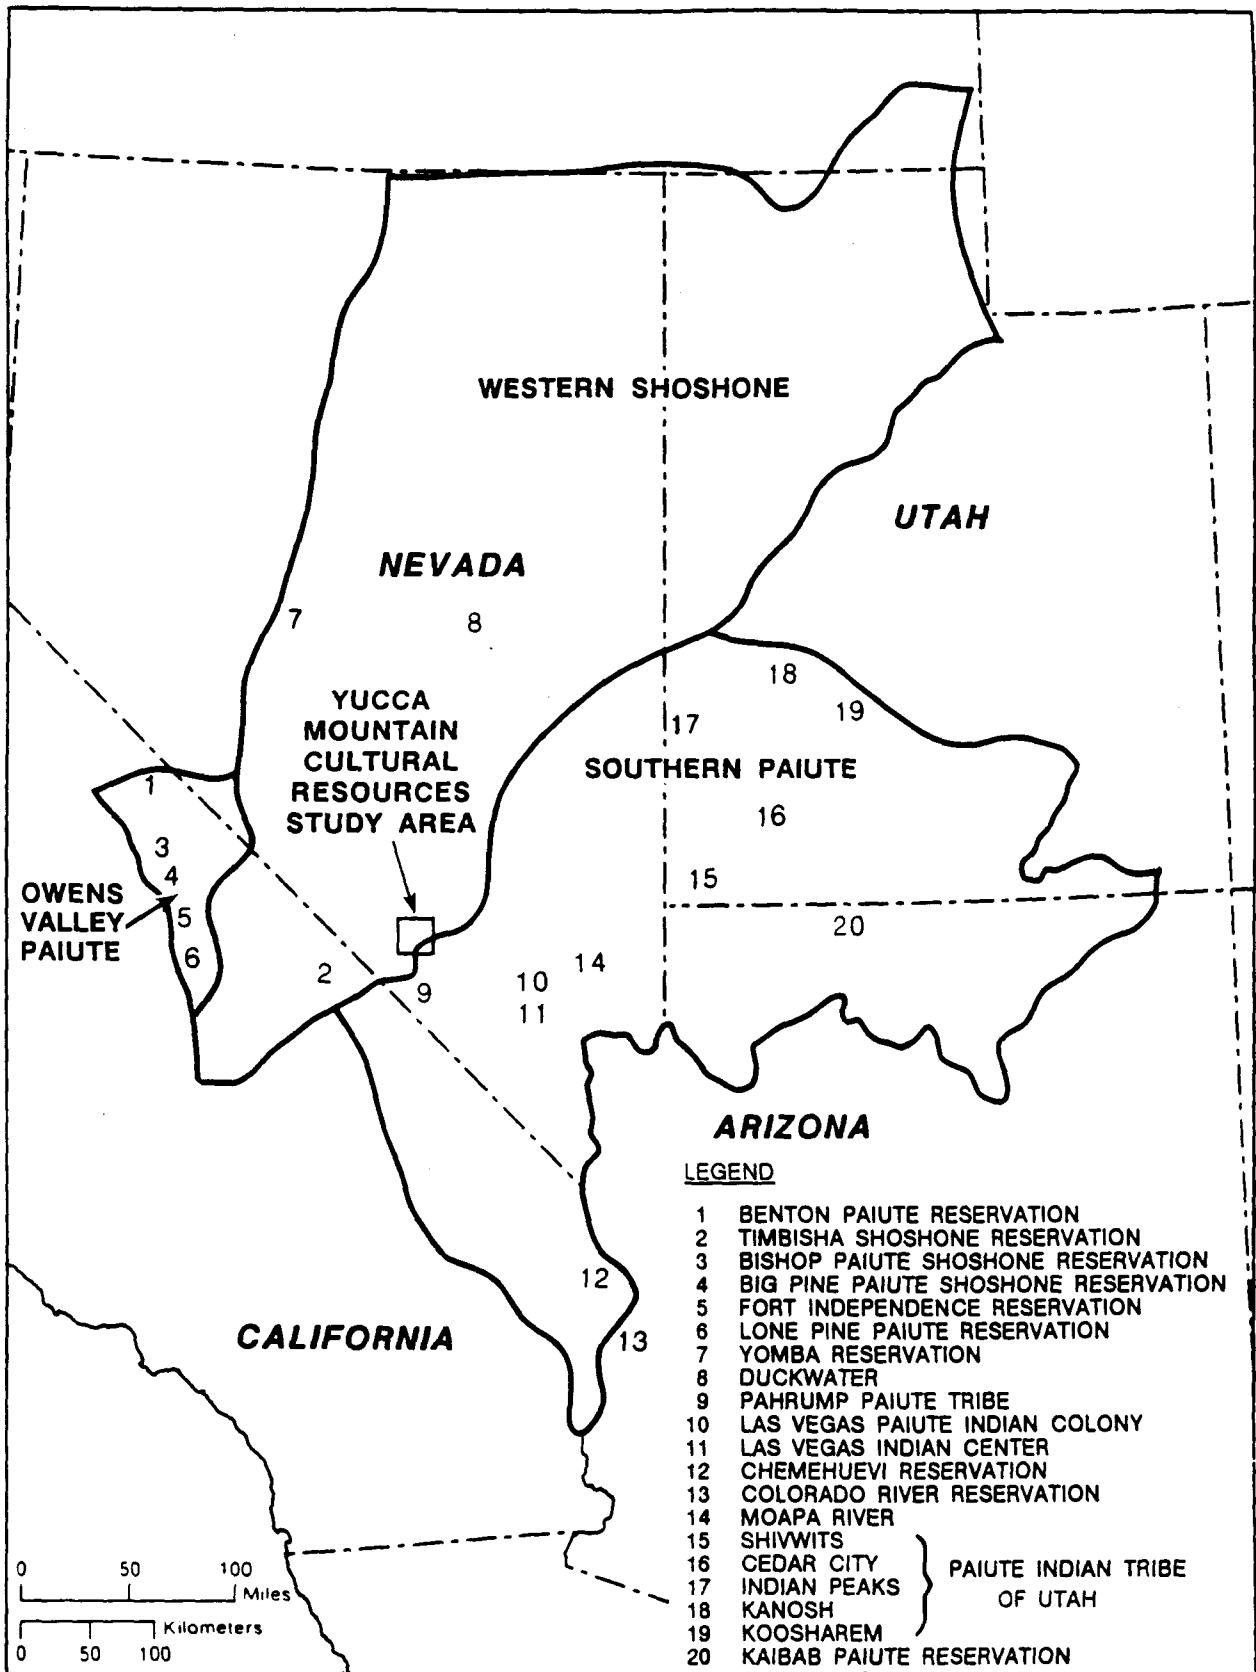 WESTERN SHOSHONE
UTAH
NEVADA
7
8
18
YUCCA
MOUNTAIN
CULTURAL
RESOURCES
STUDY AREA
17
19
SOUTHERN PAIUTE
1
16
3
4
15
OWENS
VALLEY
PAIUTE
5
20
6
2
14
9
10
11
ARIZONA
LEGEND
1 BENTON PAIUTE RESERVATION
2 TIMBISHA SHOSHONE RESERVATION
3 BISHOP PAIUTE SHOSHONE RESERVATION
4 BIG PINE PAIUTE SHOSHONE RESERVATION
5 FORT INDEPENDENCE RESERVATION
6 LONE PINE PAIUTE RESERVATION
7 YOMBA RESERVATION
8 DUCKWATER
9 PAHRUMP PAIUTE TRIBE
10 LAS VEGAS PAIUTE INDIAN COLONY
11 LAS VEGAS INDIAN CENTER
12 CHEMEHUEVI RESERVATION
13 COLORADO RIVER RESERVATION
14 MOAPA RIVER
15 SHIVWITS
16 CEDAR CITY
17 INDIAN PEAKS
18 KANOSH
19 KOOSHAREM
PAIUTE INDIAN TRIBE
OF UTAH
20 KAIBAB PAIUTE RESERVATION
12
13
CALIFORNIA
0 50 100
Miles
Kilometers
0 50 100